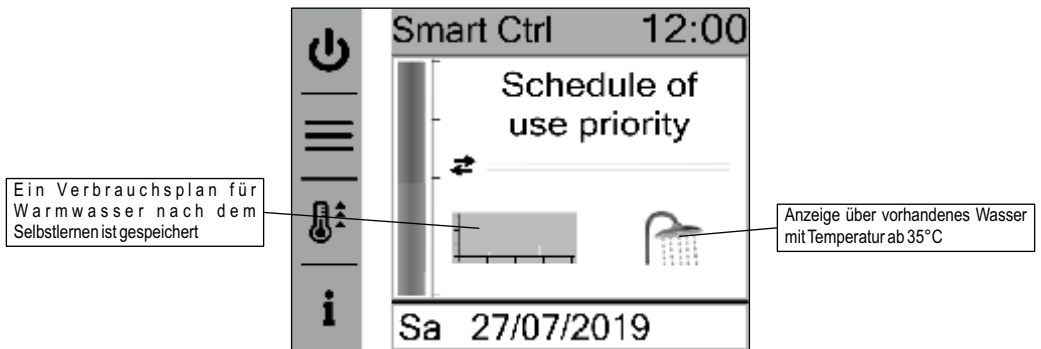 Smart Ctrl 12:00
Schedule of
use priority
Ein Verbrauchsplan für
Warmwasser nach dem
Selbstlernen ist gespeichert
Anzeige über vorhandenes Wasser
mit Temperatur ab 35°C
i
Sa 27/07/2019